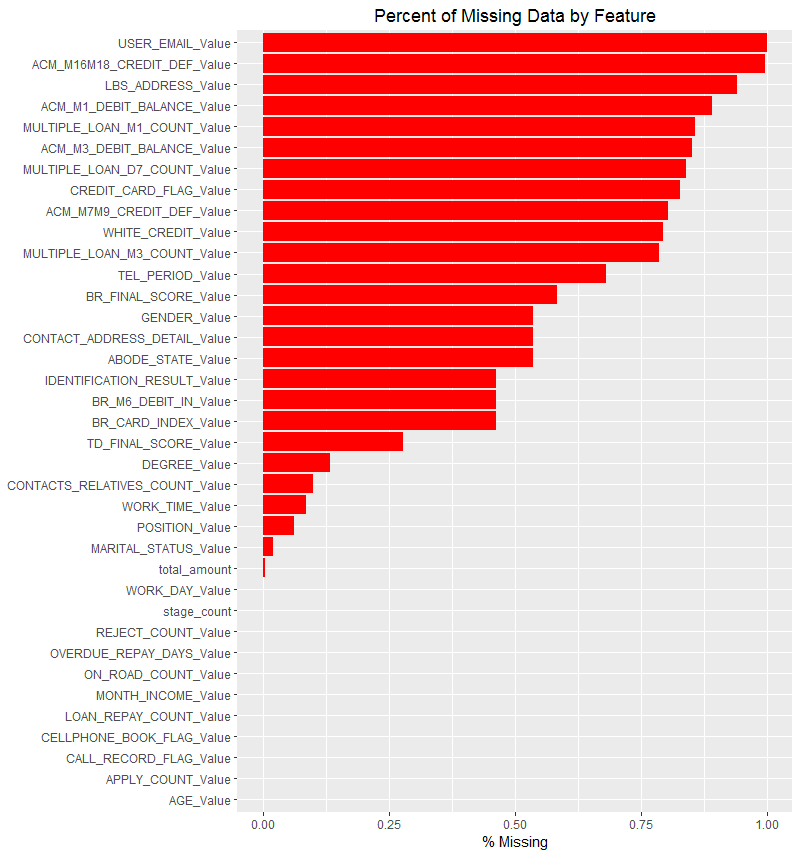 Percent of Missing Data by Feature
USER_EMAIL_Value
ACM_M16M18_CREDIT_DEF_Value
LBS_ADDRESS_Value
ACM_M1_DEBIT_BALANCE_Value
MULTIPLE_LOAN_M1_COUNT_Value
ACM_M3_DEBIT_BALANCE_Value
MULTIPLE_LOAN_D7_COUNT_Value
CREDIT_CARD_FLAG_Value
ACM_M7M9_CREDIT_DEF_Value
WHITE_CREDIT_Value
MULTIPLE_LOAN_M3_COUNT_Value
TEL_PERIOD_Value
BR_FINAL_SCORE_Value
GENDER_Value
CONTACT_ADDRESS_DETAIL_Value
ABODE_STATE_Value
IDENTIFICATION_RESULT_Value
BR_M6_DEBIT_IN_Value
BR_CARD_INDEX_Value
TD_FINAL_SCORE_Value
DEGREE_Value
CONTACTS_RELATIVES_COUNT_Value
WORK_TIME_Value
POSITION_Value
MARITAL_STATUS_Value
total_amount
WORK_DAY_Value
stage_count
REJECT_COUNT_Value
OVERDUE_REPAY_DAYS_Value
ON_ROAD_COUNT_Value
MONTH_INCOME_Value
LOAN_REPAY_COUNT_Value
CELLPHONE_BOOK_FLAG_Value
CALL_RECORD_FLAG_Value
APPLY_COUNT_Value
AGE_Value
0.00 0.25 0.50 0.75 1.00
% Missing